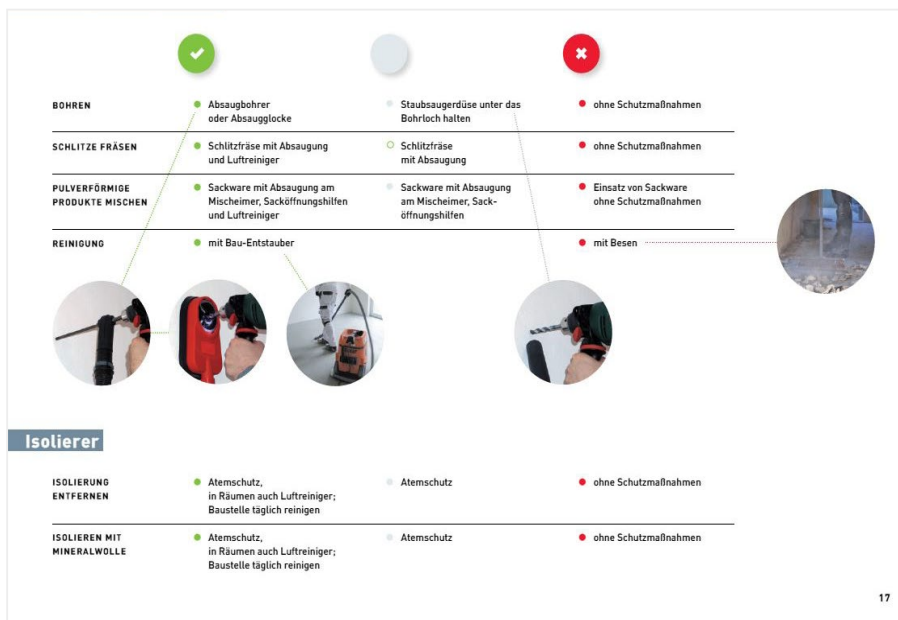 BOHREN
Absaugbohrer
oder Absaugglocke
Staubsaugerdüse unter das
Bohrloch halten
ohne Schutzmaßnahmen
SCHLITZE FRÄSEN
Schlitzfräse mit Absaugung
und Luftreiniger
Schlitzfräse
mit Absaugung
ohne Schutzmaßnahmen
PULVERFÖRMIGE
PRODUKTE MISCHEN
Sackware mit Absaugung am
Mischeimer, Sacköffnungshilfen
und Luftreiniger
Sackware mit Absaugung
am Mischeimer, Sack-
öffnungshilfen
Einsatz von Sackware
ohne Schutzmaßnahmen
REINIGUNG
mit Bau-Entstauber
mit Besen
Isolierer
ISOLIERUNG
ENTFERNEN
Atemschutz,
in Räumen auch Luftreiniger;
Baustelle täglich reinigen
Atemschutz
ohne Schutzmaßnahmen
ISOLIEREN MIT
MINERALWOLLE
Atemschutz,
in Räumen auch Luftreiniger;
Baustelle täglich reinigen
Atemschutz
ohne Schutzmaßnahmen
17